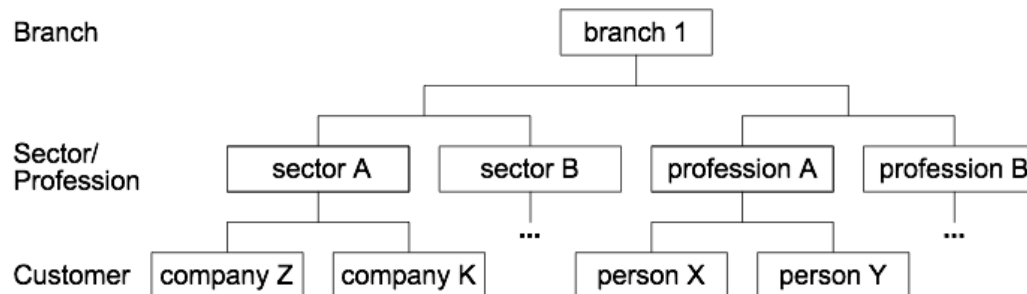 Branch
branch 1
Sector/
Profession
sector A
sector B
profession A
profession B
...
...
Customer
company Z
company K
person X
person Y